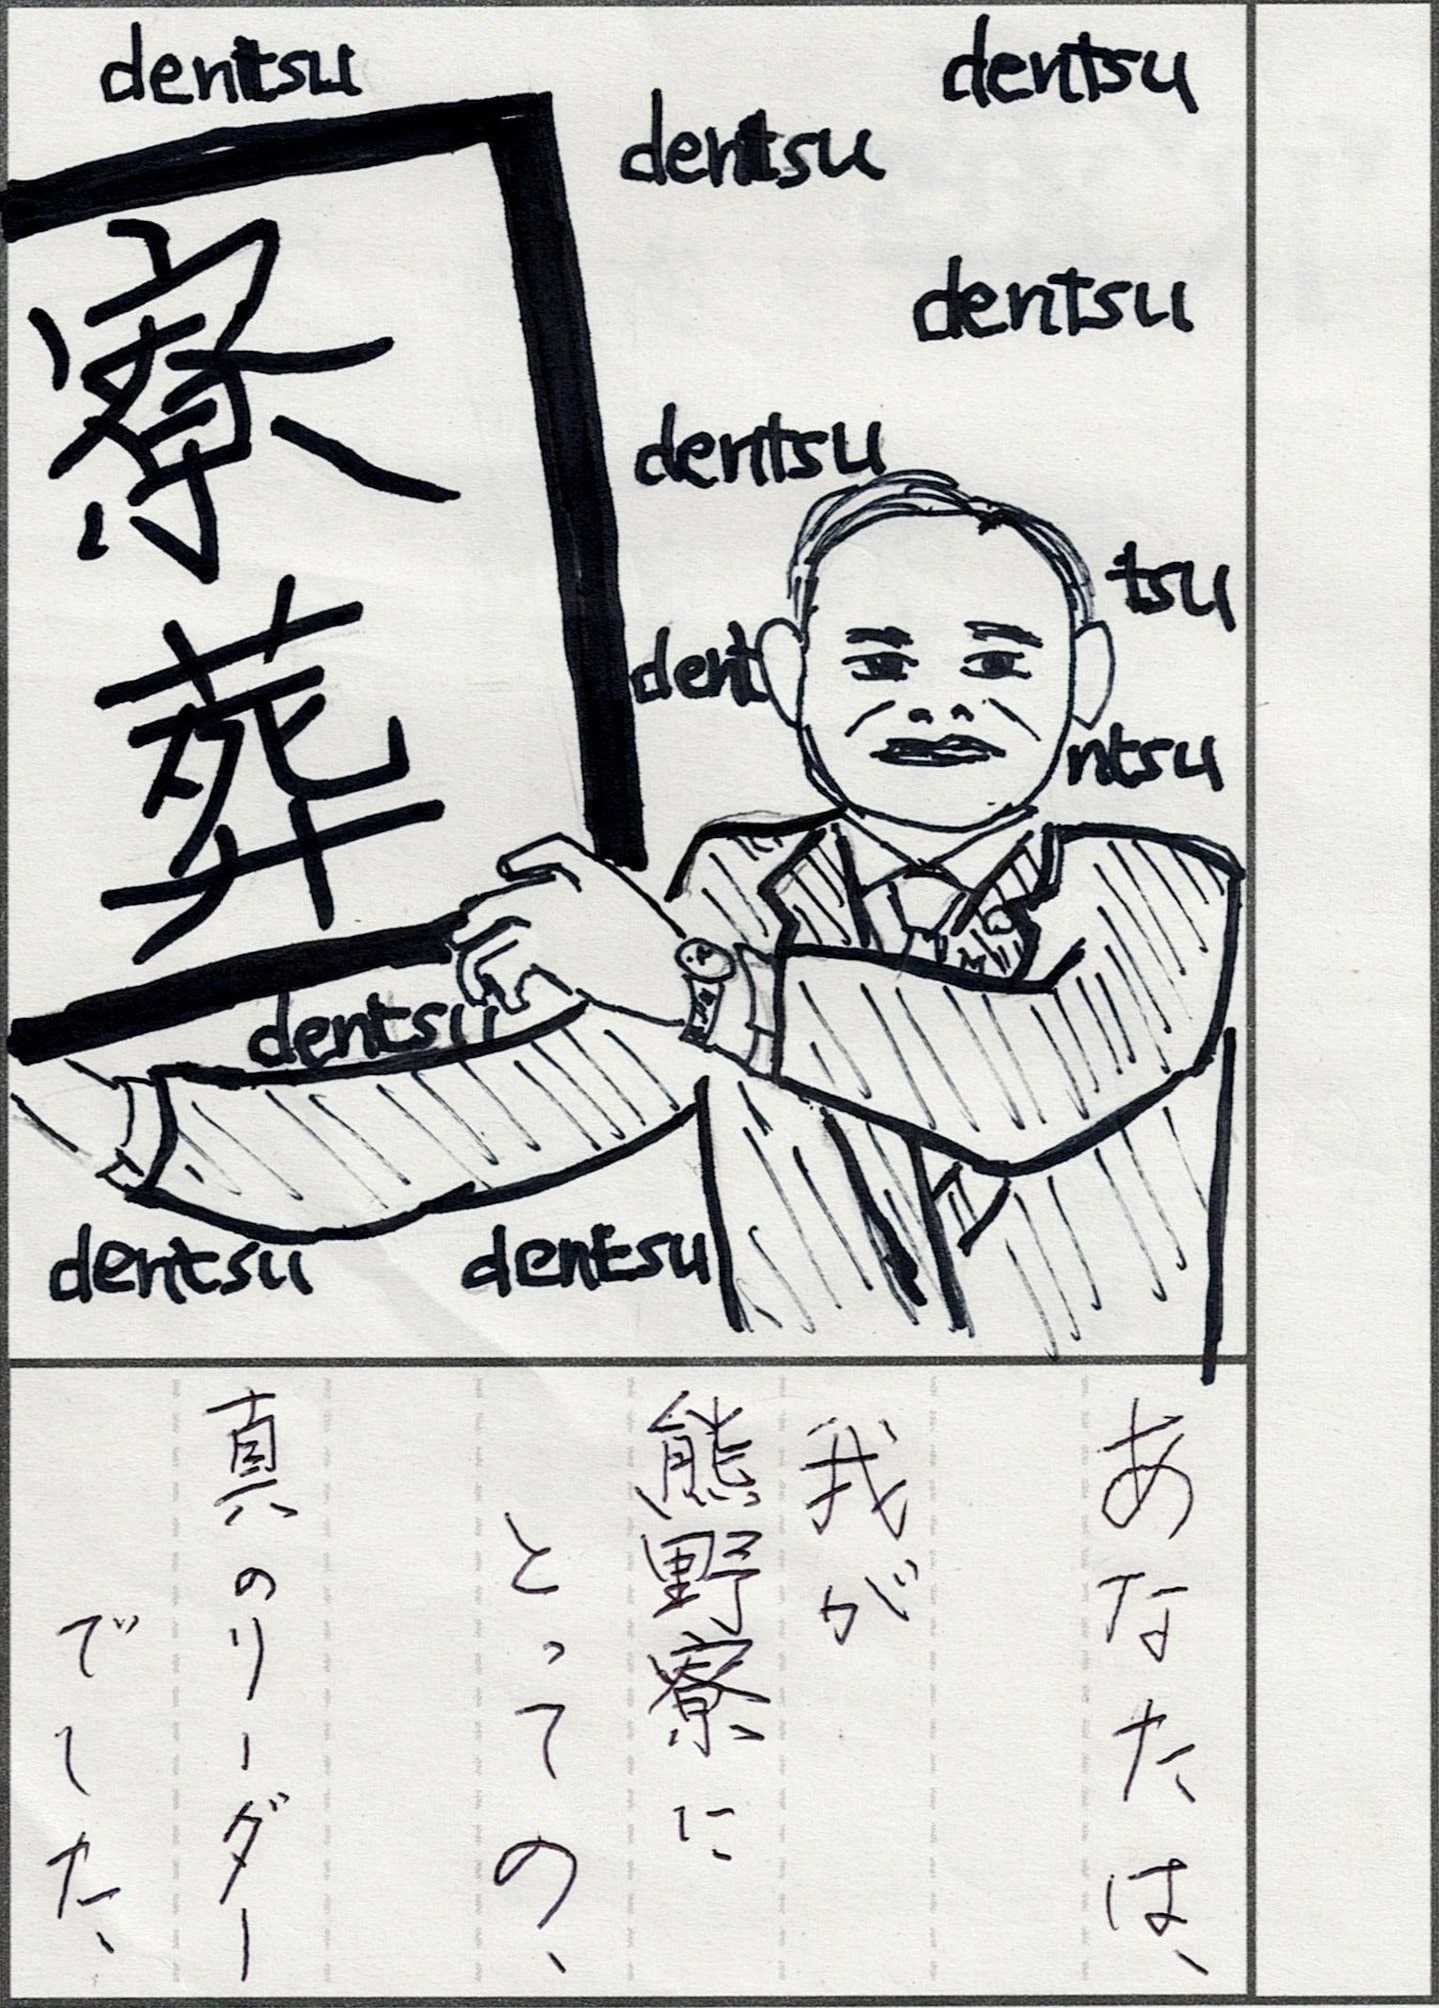 dentsu
dentsu
dentsu
dentsu
dentsu
tsu
dent
ntsu
寮葬
dentsu
dentsu
dentsu
あなたは、
我が
熊野寮に
とっての、
真のリーダー
でした、